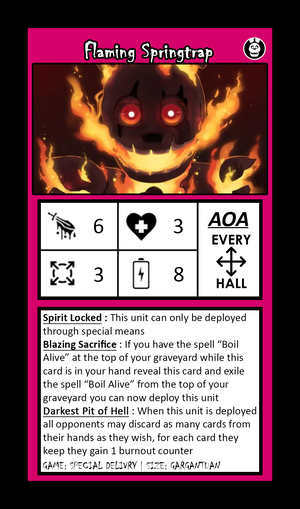 Flaming Springtrap
6
3
AOA
EVERY
HALL
3
8
Spirit Locked : This unit can only be deployed
through special means
Blazing Sacrifice : If you have the spell “Boil
Alive” at the top of your graveyard while this
card is in your hand reveal this card and exile
the spell “Boil Alive” from the top of your
graveyard you can now deploy this unit
Darkest Pit of Hell : When this unit is deployed
all opponents may discard as many cards from
their hands as they wish, for each card they
keep they gain 1 burnout counter
GAME: SPECIAL DELIVRY | SIZE: GARGANTUAN